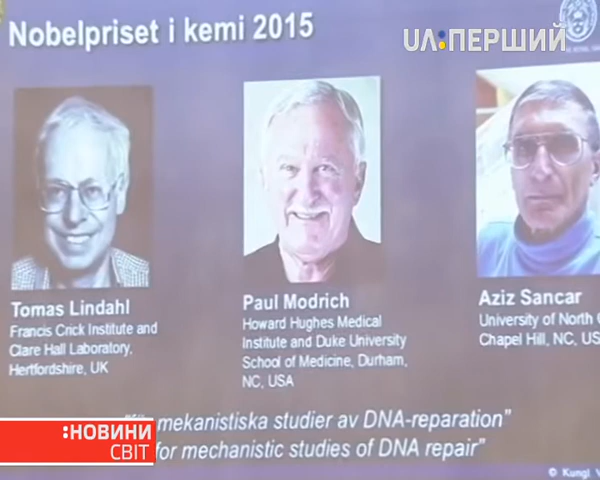 Nobelpriset i kemi 2015
UA:ПЕРШИЙ
Tomas Lindahl
Francis Crick Institute and
Clare Hall Laboratory,
Hertfordshire, UK
Paul Modrich
Howard Hughes Medical
Institute and Duke University
School of Medicine, Durham,
NC, USA
Aziz Sancar
University of North
Chapel Hill, NC, US
mekanistiska studier av DNA-reparation"
for mechanistic studies of DNA repair"
:НОВИНИ
СВІТ
© Kungl